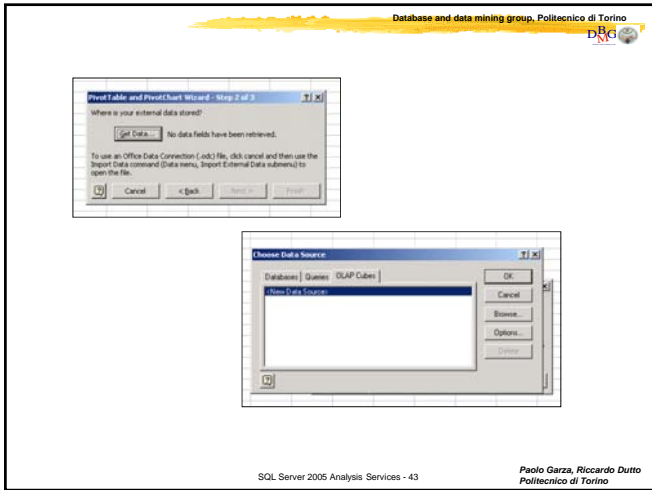 Database and data mining group, Politecnico di Torino
DBMG
PivotTable and PivotChart Wizard - Step 2 of 3
Where is your external data stored?
Get Data... No data fields have been retrieved.
To use an Office Data Connection (.odc) file, click cancel and then use the
Import Data command (Data menu, Import External Data submenu) to
open the file.
Cancel < Back Next > Finish
Choose Data Source
Databases Queries OLAP Cubes OK
<New Data Source>
Cancel
Browse...
Options...
Delete
SQL Server 2005 Analysis Services - 43
Paolo Garza, Riccardo Dutto
Politecnico di Torino